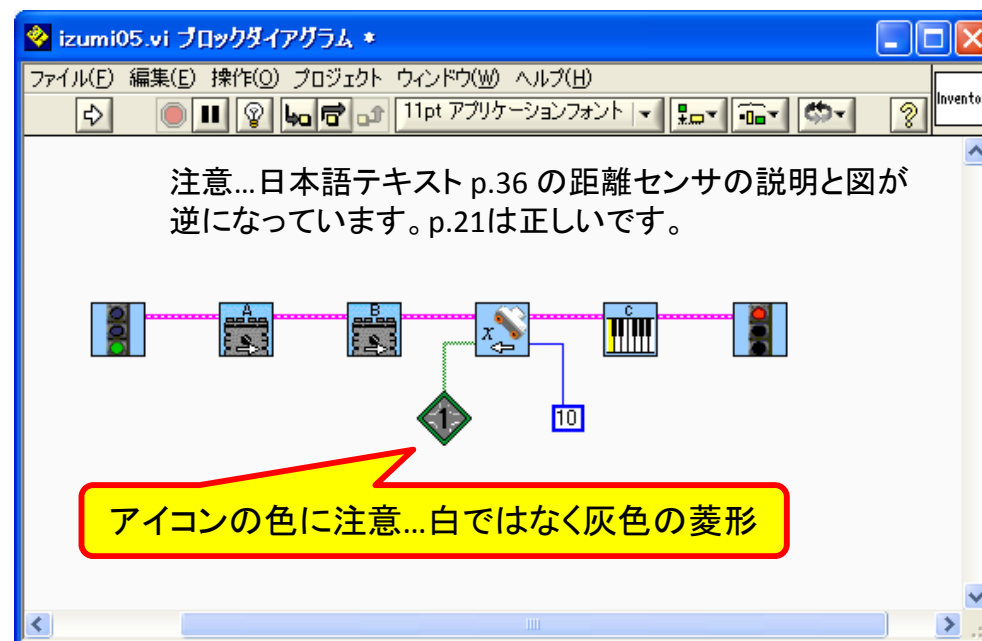 izumi05.vi ブロックダイアグラム *
ファイル(F) 編集(E) 操作(O) プロジェクト ウィンドウ(W) ヘルプ(H)
11pt アプリケーションフォント
?
Invento
注意...日本語テキスト p.36 の距離センサの説明と図が
逆になっています。p.21は正しいです。
A
B
x
C
1
10
アイコンの色に注意...白ではなく灰色の菱形